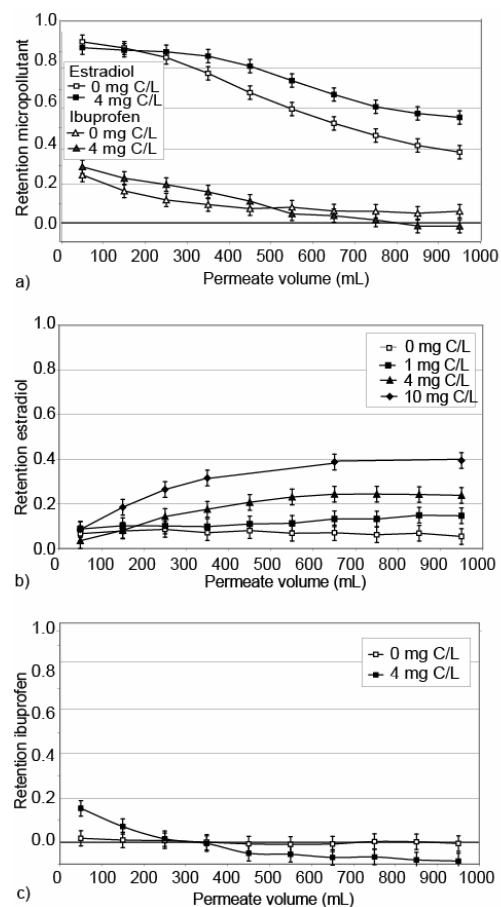 1.0
0.8
0.6
0.4
0.2
0.0
Retention micropollutant
Estradiol
0 mg C/L
4 mg C/L
Ibuprofen
0 mg C/L
4 mg C/L
0 100 200 300 400 500 600 700 800 900 1000
Permeate volume (mL)
a)
1.0
0.8
0.6
0.4
0.2
0.0
Retention estradiol
0 mg C/L
1 mg C/L
4 mg C/L
10 mg C/L
0 100 200 300 400 500 600 700 800 900 1000
Permeate volume (mL)
b)
1.0
0.8
0.6
0.4
0.2
0.0
Retention ibuprofen
0 mg C/L
4 mg C/L
0 100 200 300 400 500 600 700 800 900 1000
Permeate volume (mL)
c)